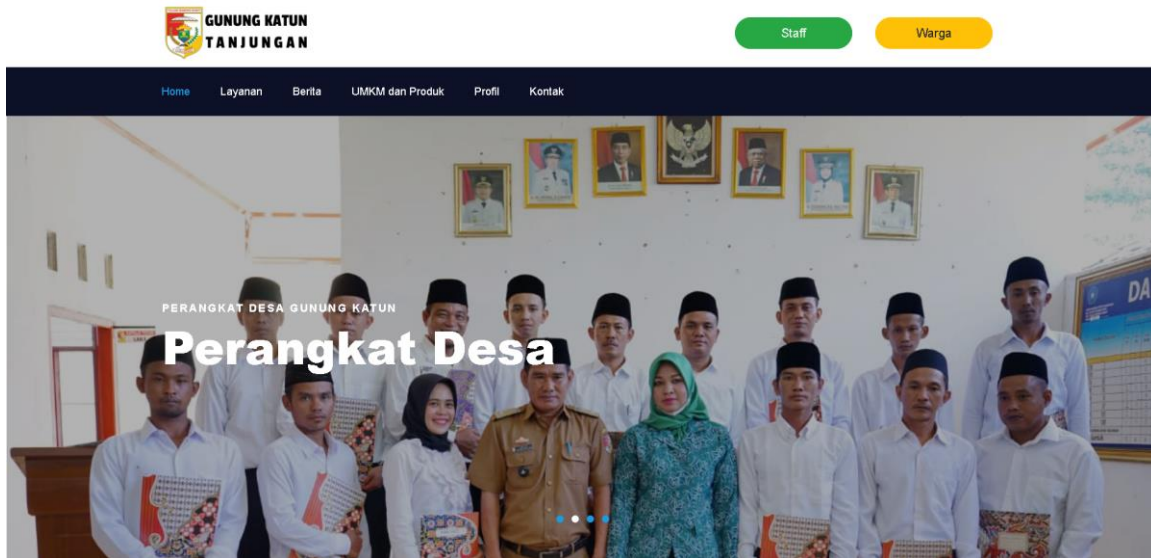 GUNUNG KATUN
TANJUNGAN
Staff
Warga
Home Layanan Berita UMKM dan Produk Profil Kontak
PERANGKAT DESA GUNUNG KATUN
Perangkat Desa
DA